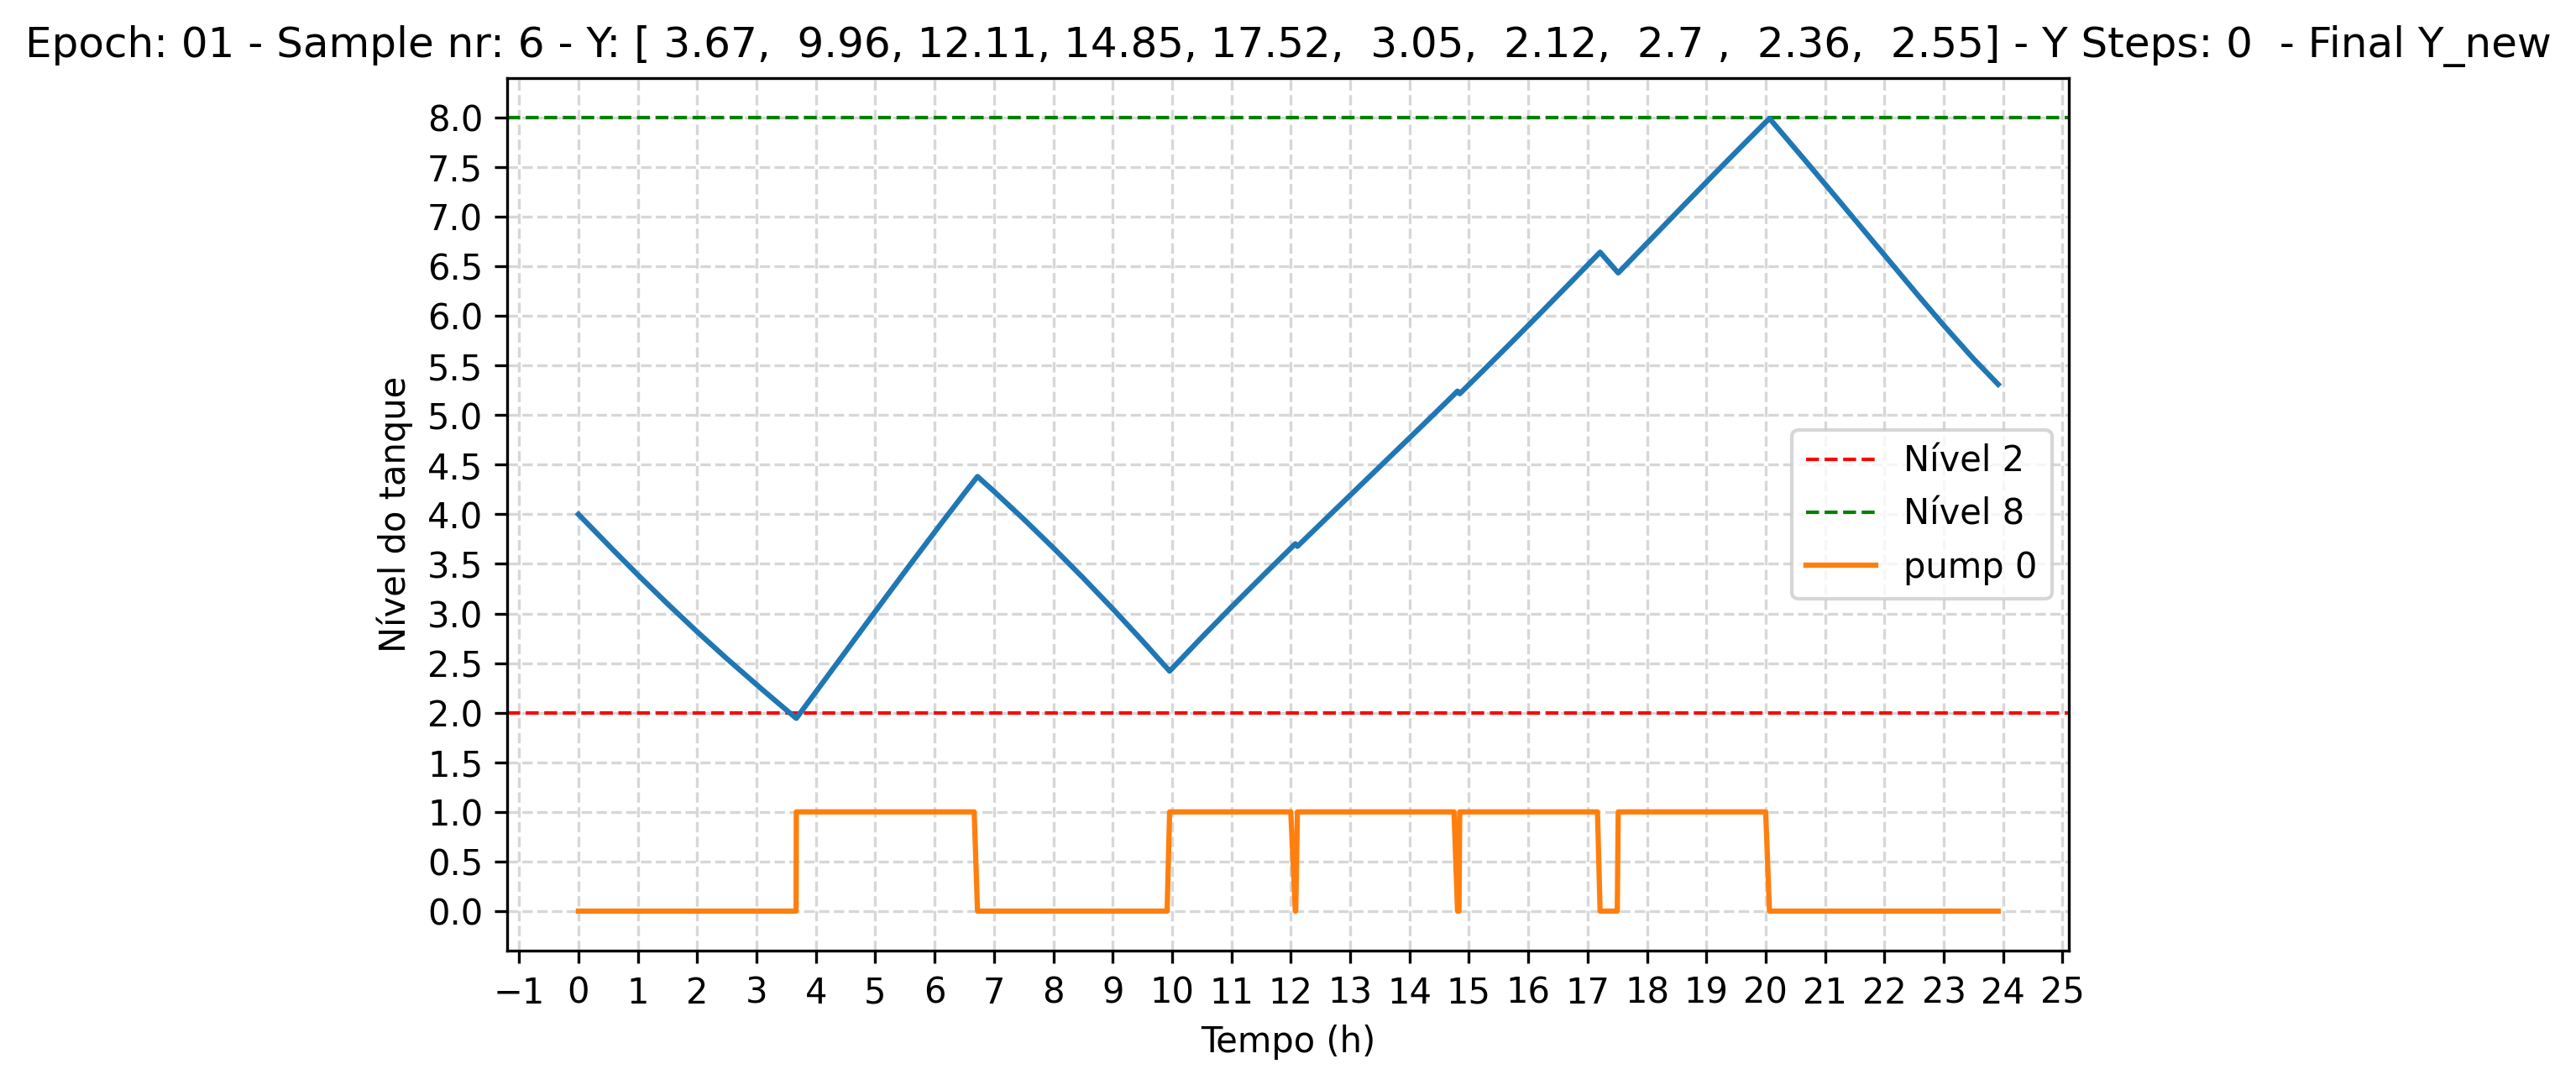 Epoch: 01 - Sample nr: 6 - Y: [ 3.67,  9.96, 12.11, 14.85, 17.52,  3.05,  2.12,  2.7 ,  2.36,  2.55] - Y Steps: 0  - Final Y_new
8.0
7.5
7.0
6.5
6.0
5.5
5.0
4.5
4.0
3.5
3.0
2.5
2.0
1.5
1.0
0.5
0.0
Nível do tanque
Nível 2
Nível 8
pump 0
−1 0 1 2 3 4 5 6 7 8 9 10 11 12 13 14 15 16 17 18 19 20 21 22 23 24 25
Tempo (h)